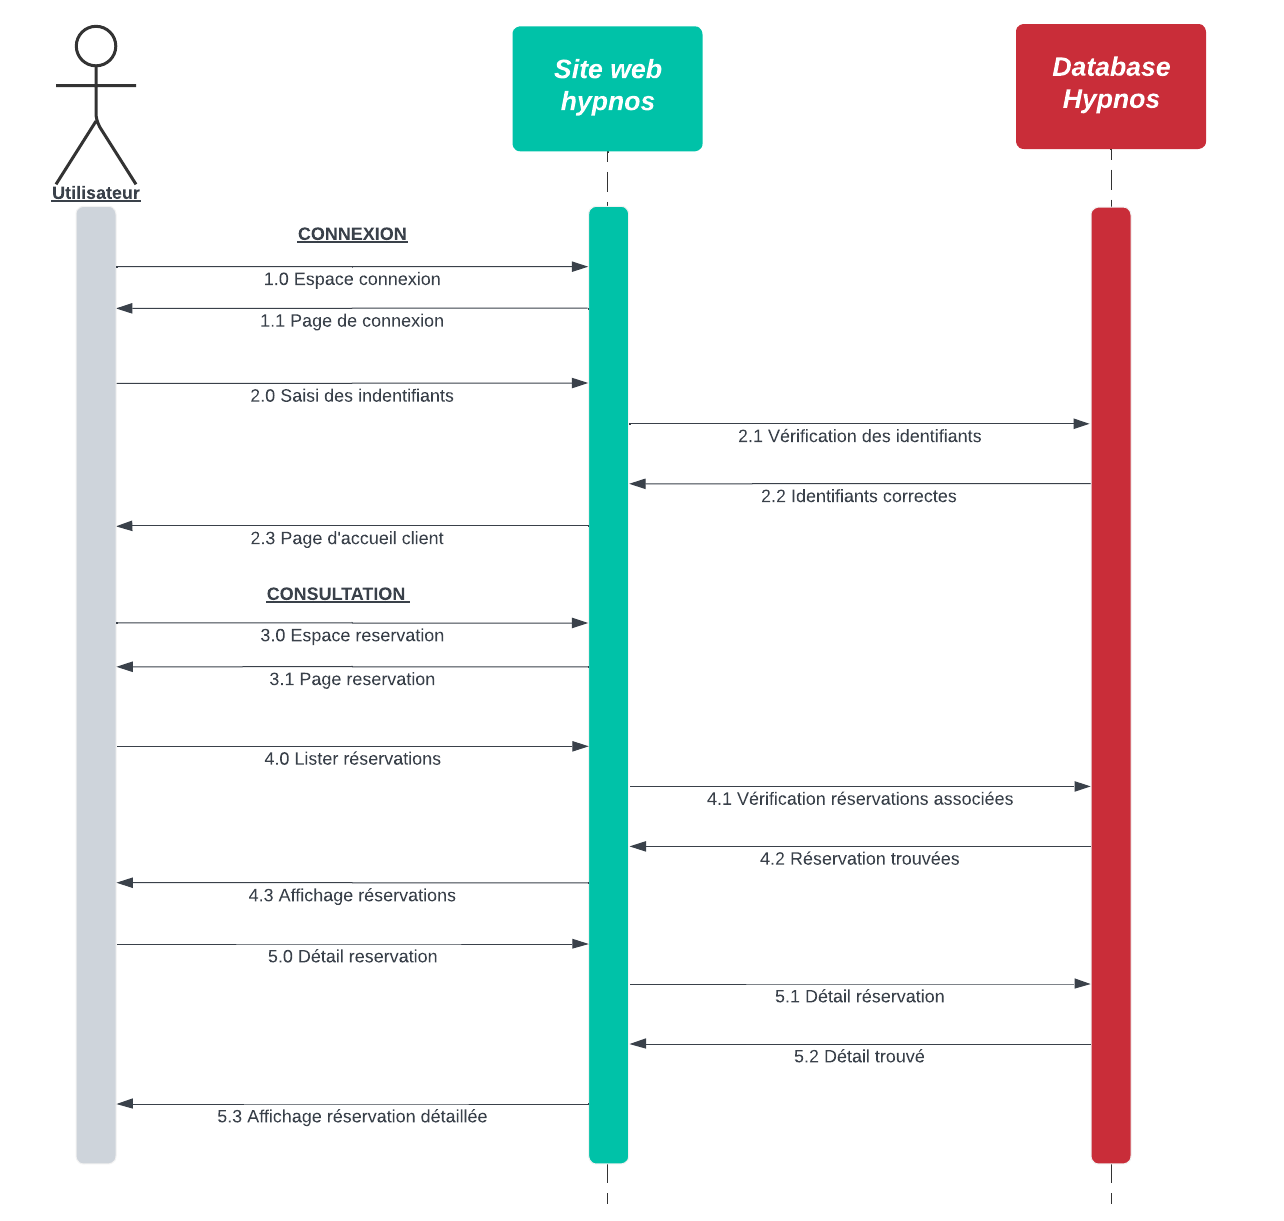 Site web
hypnos
Database
Hypnos
Utilisateur
CONNEXION
1.0 Espace connexion
1.1 Page de connexion
2.0 Saisi des indentifiants
2.1 Vérification des identifiants
2.2 Identifiants correctes
2.3 Page d'accueil client
CONSULTATION
3.0 Espace reservation
3.1 Page reservation
4.0 Lister réservations
4.1 Vérification réservations associées
4.2 Réservation trouvées
4.3 Affichage réservations
5.0 Détail reservation
5.1 Détail réservation
5.2 Détail trouvé
5.3 Affichage réservation détaillée